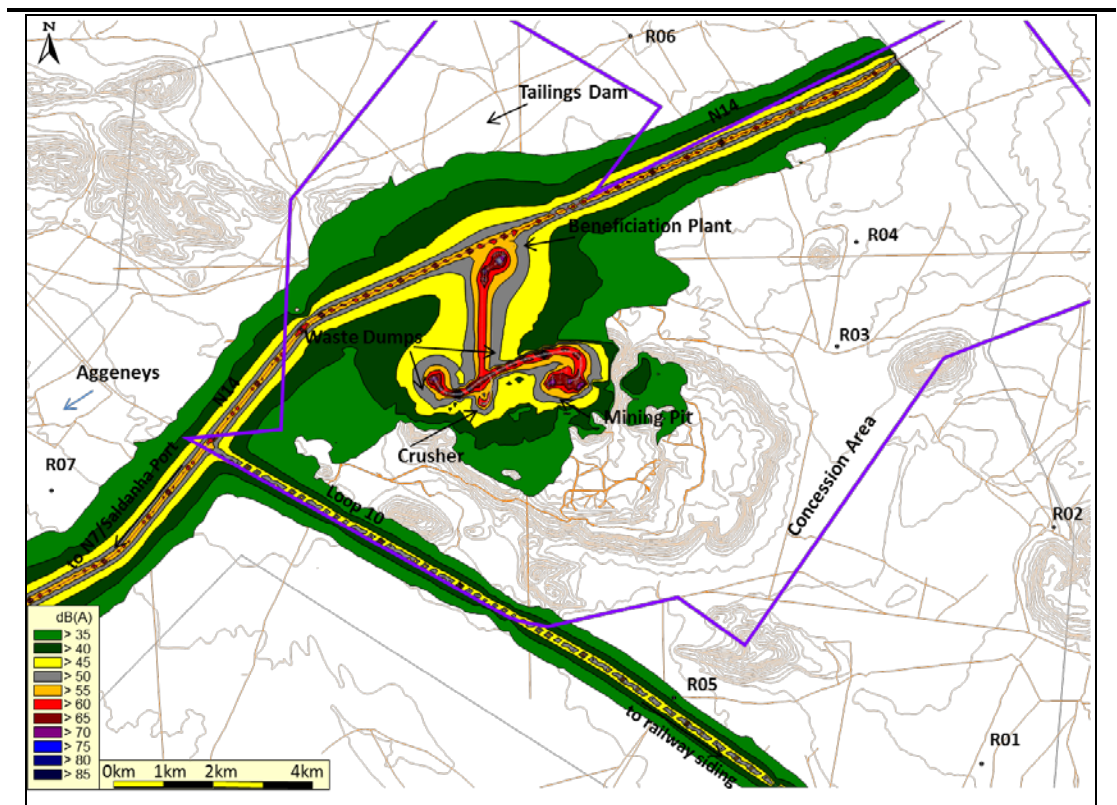 N
R06
Tailings Dam
N14
Beneficiation Plant
R04
Waste Dumps
R03
Aggeneys
N14
Mining Pit
Crusher
Concession Area
R07
to N7/Saldanha Port
Loop 10
R02
R05
to railway siding
R01
dB(A)
> 35
> 40
> 45
> 50
> 55
> 60
> 65
> 70
> 75
> 80
> 85
0km 1km 2km 4km